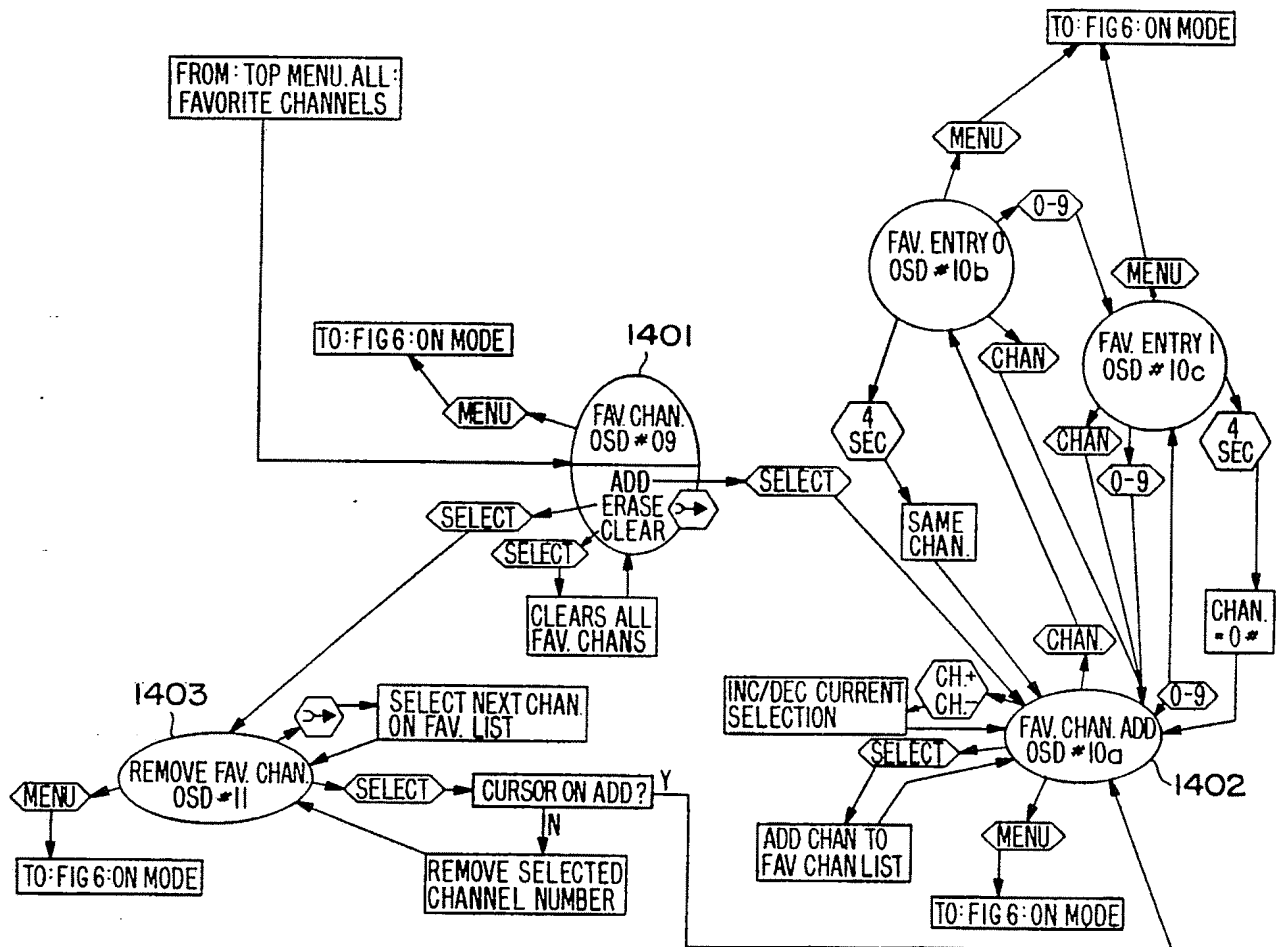 TO:FIG 6:ON MODE
FROM:TOP MENU.ALL:
FAVORITE CHANNELS
MENU
0-9
FAV. ENTRY 0
OSD #10b
MENU
1401
TO:FIG 6:ON MODE
CHAN
FAV. ENTRY 1
OSD #10c
MENU
FAV. CHAN.
OSD #09
4
SEC
CHAN
4
SEC
0-9
ADD
ERASE
CLEAR
SELECT
SELECT
SELECT
SAME
CHAN.
CLEARS ALL
FAV. CHANS
CHAN.
=0#
CHAN.
1403
SELECT NEXT CHAN.
ON FAV. LIST
INC/DEC CURRENT
SELECTION
CH.+
CH.-
0-9
FAV. CHAN. ADD
OSD #10a
REMOVE FAV. CHAN.
OSD #11
SELECT
MENU
SELECT
CURSOR ON ADD?
Y
1402
N
ADD CHAN TO
FAV CHAN LIST
MENU
TO:FIG 6:ON MODE
REMOVE SELECTED
CHANNEL NUMBER
TO:FIG 6:ON MODE